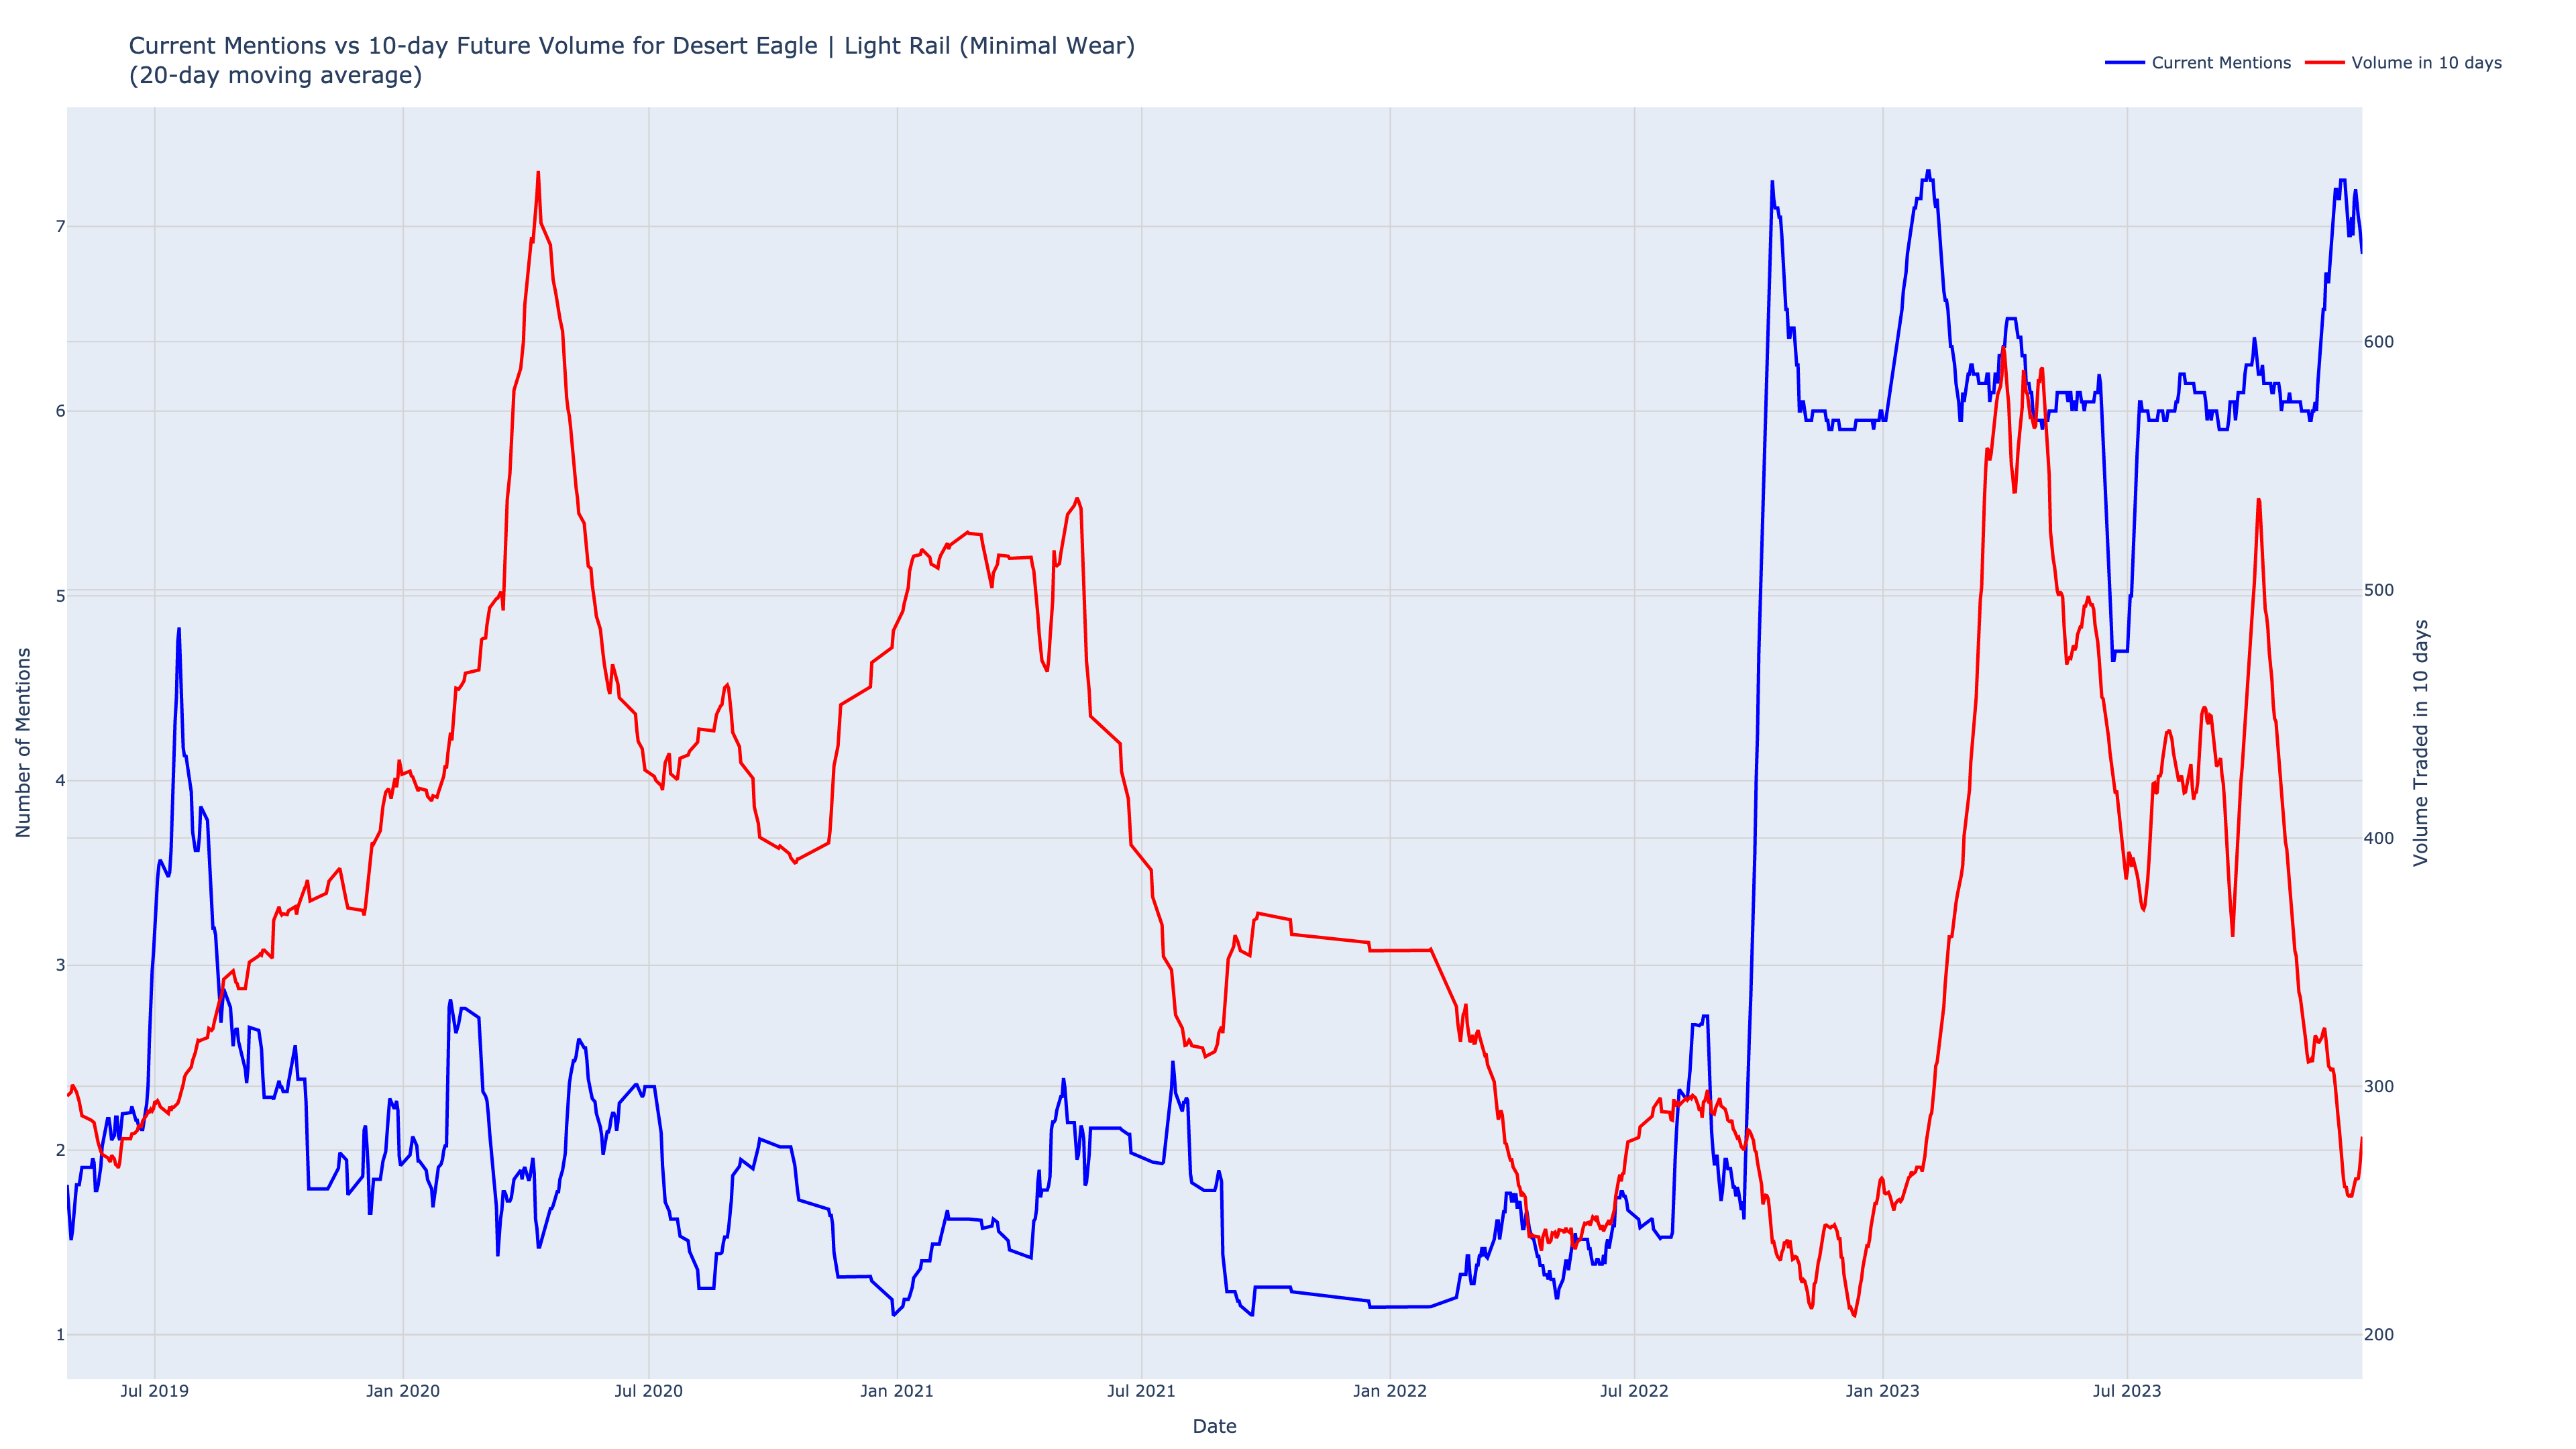 Current Mentions vs 10-day Future Volume for Desert Eagle | Light Rail (Minimal Wear)
(20-day moving average)
Current Mentions
Volume in 10 days
Number of Mentions
7
6
5
4
3
2
1
600
500
400
300
200
Volume Traded in 10 days
Jul 2019
Jan 2020
Jul 2020
Jan 2021
Jul 2021
Jan 2022
Jul 2022
Jan 2023
Jul 2023
Date